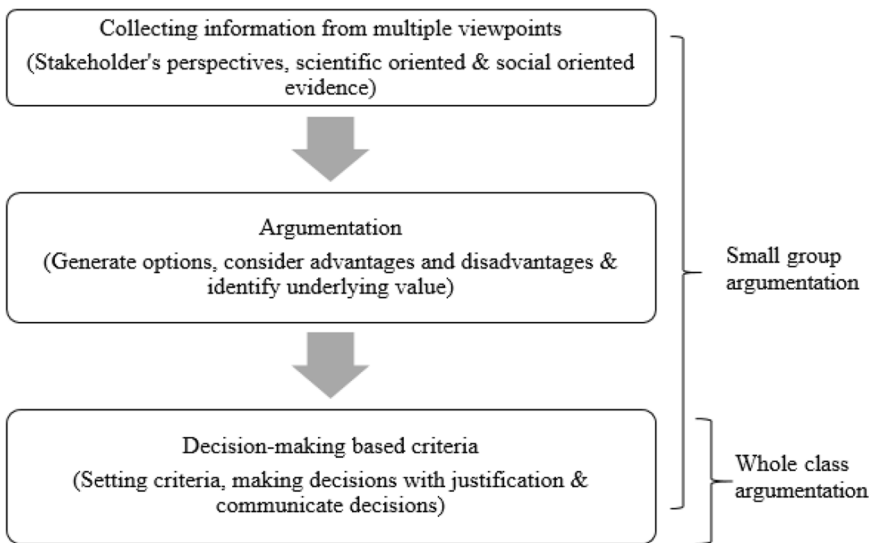 Collecting information from multiple viewpoints
(Stakeholder's perspectives, scientific oriented & social oriented
evidence)
Argumentation
(Generate options, consider advantages and disadvantages &
identify underlying value)
Small group
argumentation
Decision-making based criteria
(Setting criteria, making decisions with justification &
communicate decisions)
Whole class
argumentation